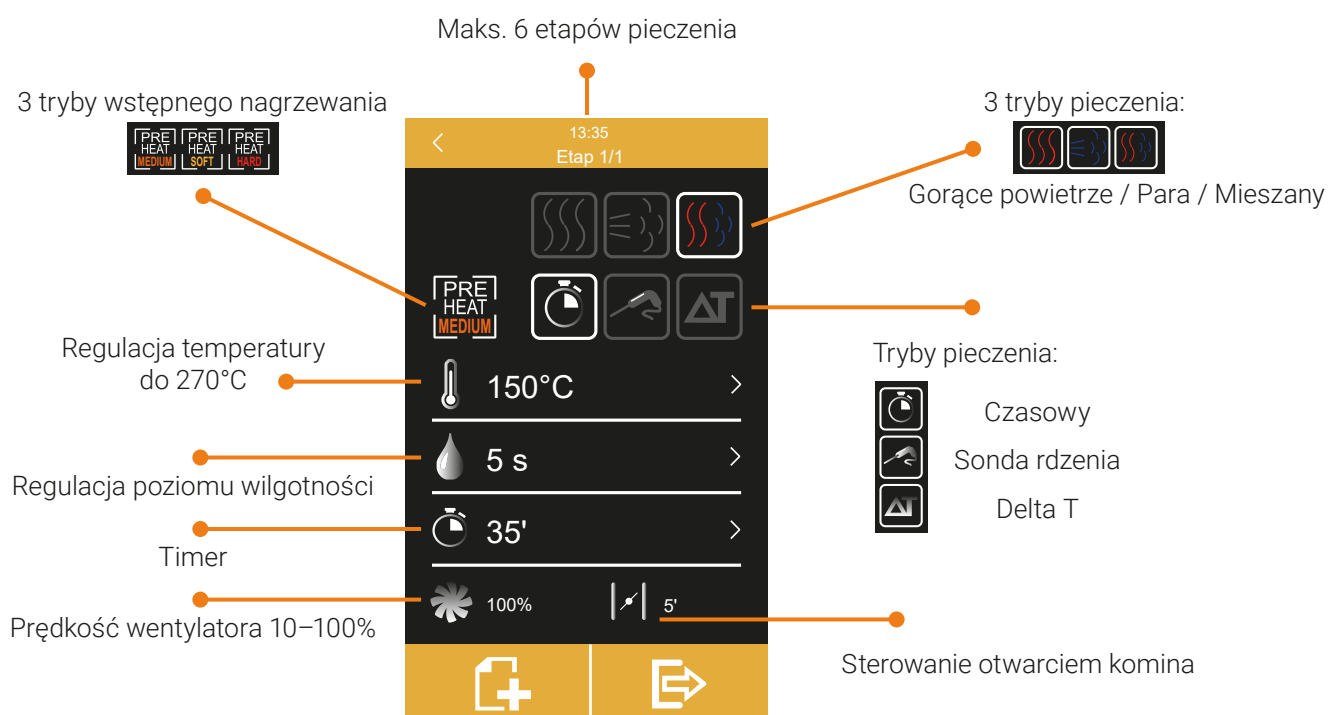 Maks. 6 etapów pieczenia
3 tryby wstępnego nagrzewania
PRE HEAT MEDIUM
PRE HEAT SOFT
PRE HEAT HARD
3 tryby pieczenia:
Gorące powietrze / Para / Mieszany
13:35
Etap 1/1
PRE
HEAT
MEDIUM
ΔT
Regulacja temperatury
do 270°C
150°C
Regulacja poziomu wilgotności
5 s
Timer
35'
Prędkość wentylatora 10–100%
100%
5'
Tryby pieczenia:
Czasowy
Sonda rdzenia
ΔT
Delta T
Sterowanie otwarciem komina